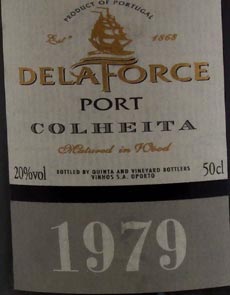 PRODUCT OF PORTUGAL
Estd 1868
DELAFORCE
PORT
COLHEITA
Matured in Wood
20%vol
BOTTLED BY QUINTA AND VINEYARD BOTTLERS
VINHOS S.A. OPORTO
50cl
1979